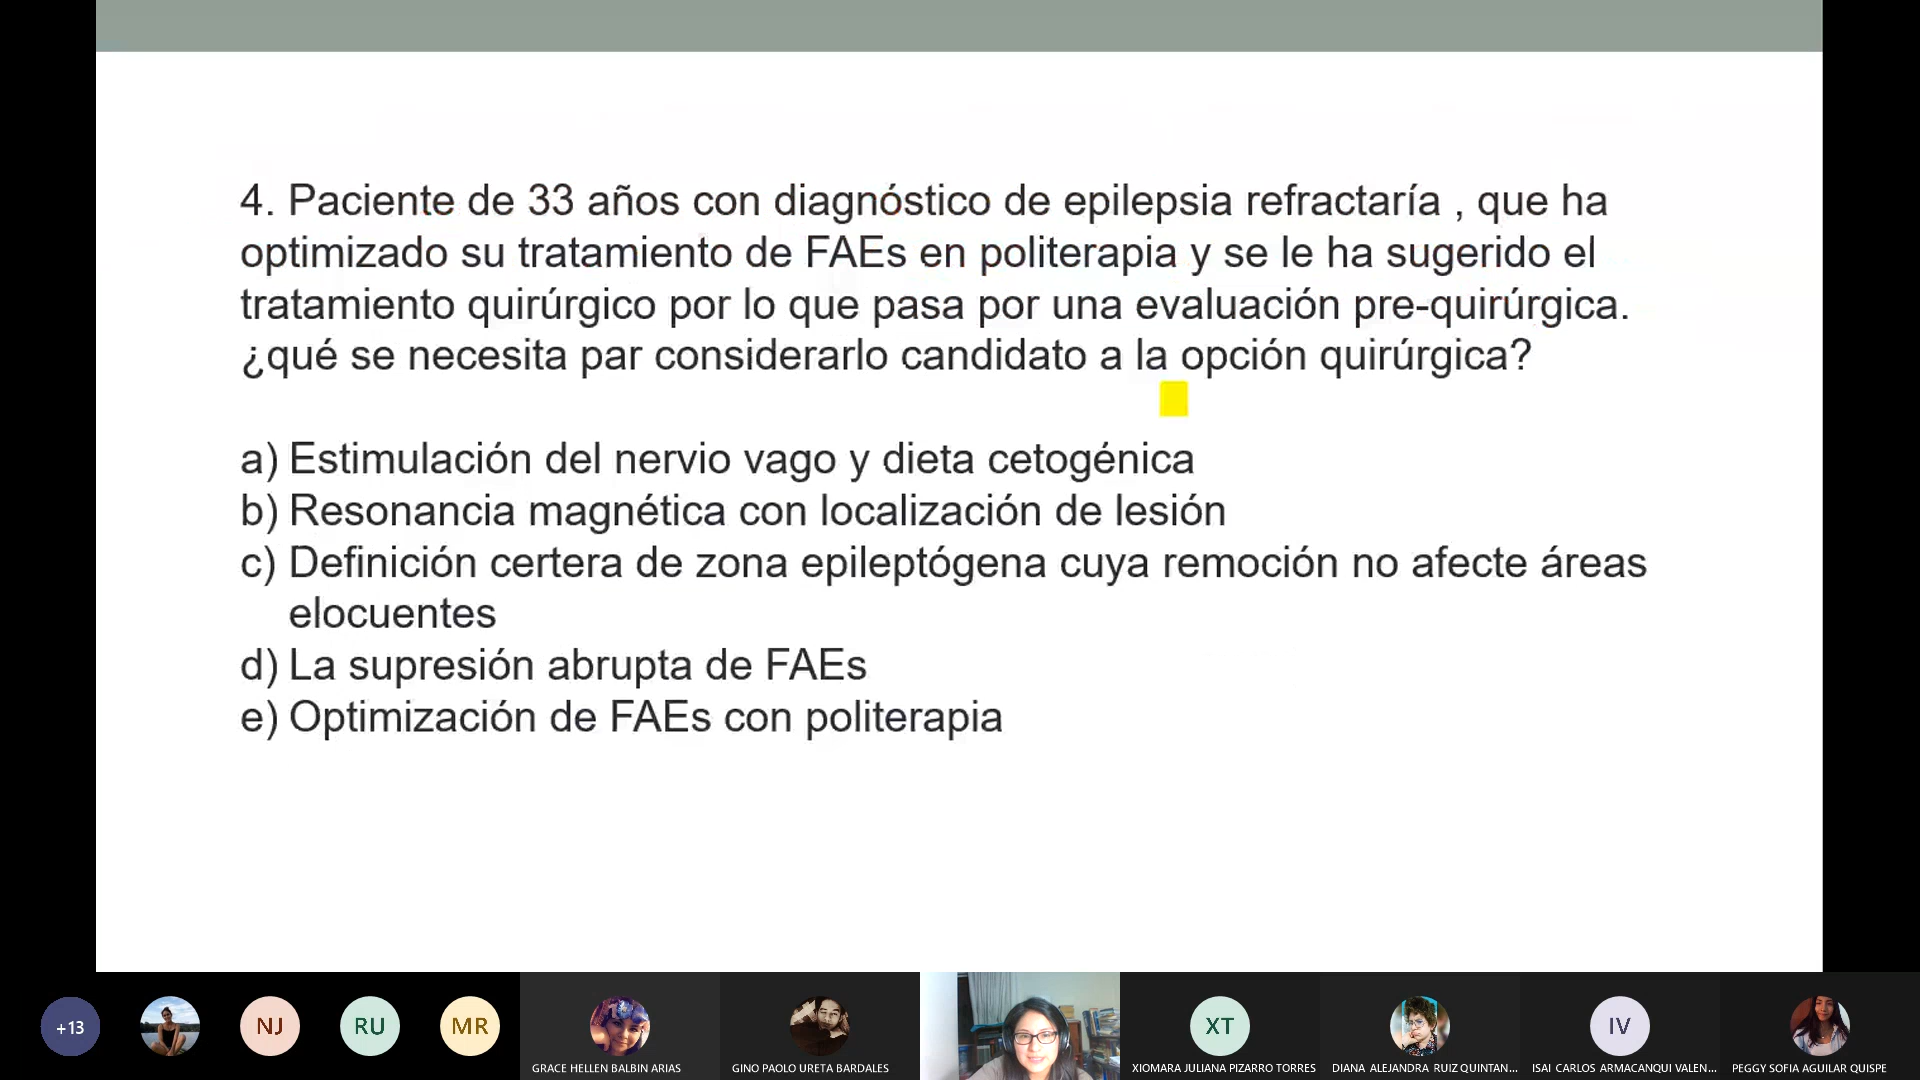 4. Paciente de 33 años con diagnóstico de epilepsia refractaría , que ha
optimizado su tratamiento de FAEs en politerapia y se le ha sugerido el
tratamiento quirúrgico por lo que pasa por una evaluación pre-quirúrgica.
¿qué se necesita par considerarlo candidato a la opción quirúrgica?
a) Estimulación del nervio vago y dieta cetogénica
b) Resonancia magnética con localización de lesión
c) Definición certera de zona epileptógena cuya remoción no afecte áreas
elocuentes
d) La supresión abrupta de FAEs
e) Optimización de FAEs con politerapia
+13
NJ
RU
MR
XT
IV
GRACE HELLEN BALBIN ARIAS
GINO PAOLO URETA BARDALES
XIOMARA JULIANA PIZARRO TORRES
DIANA ALEJANDRA RUIZ QUINTAN...
ISAI CARLOS ARMACANQUI VALEN...
PEGGY SOFIA AGUILAR QUISPE